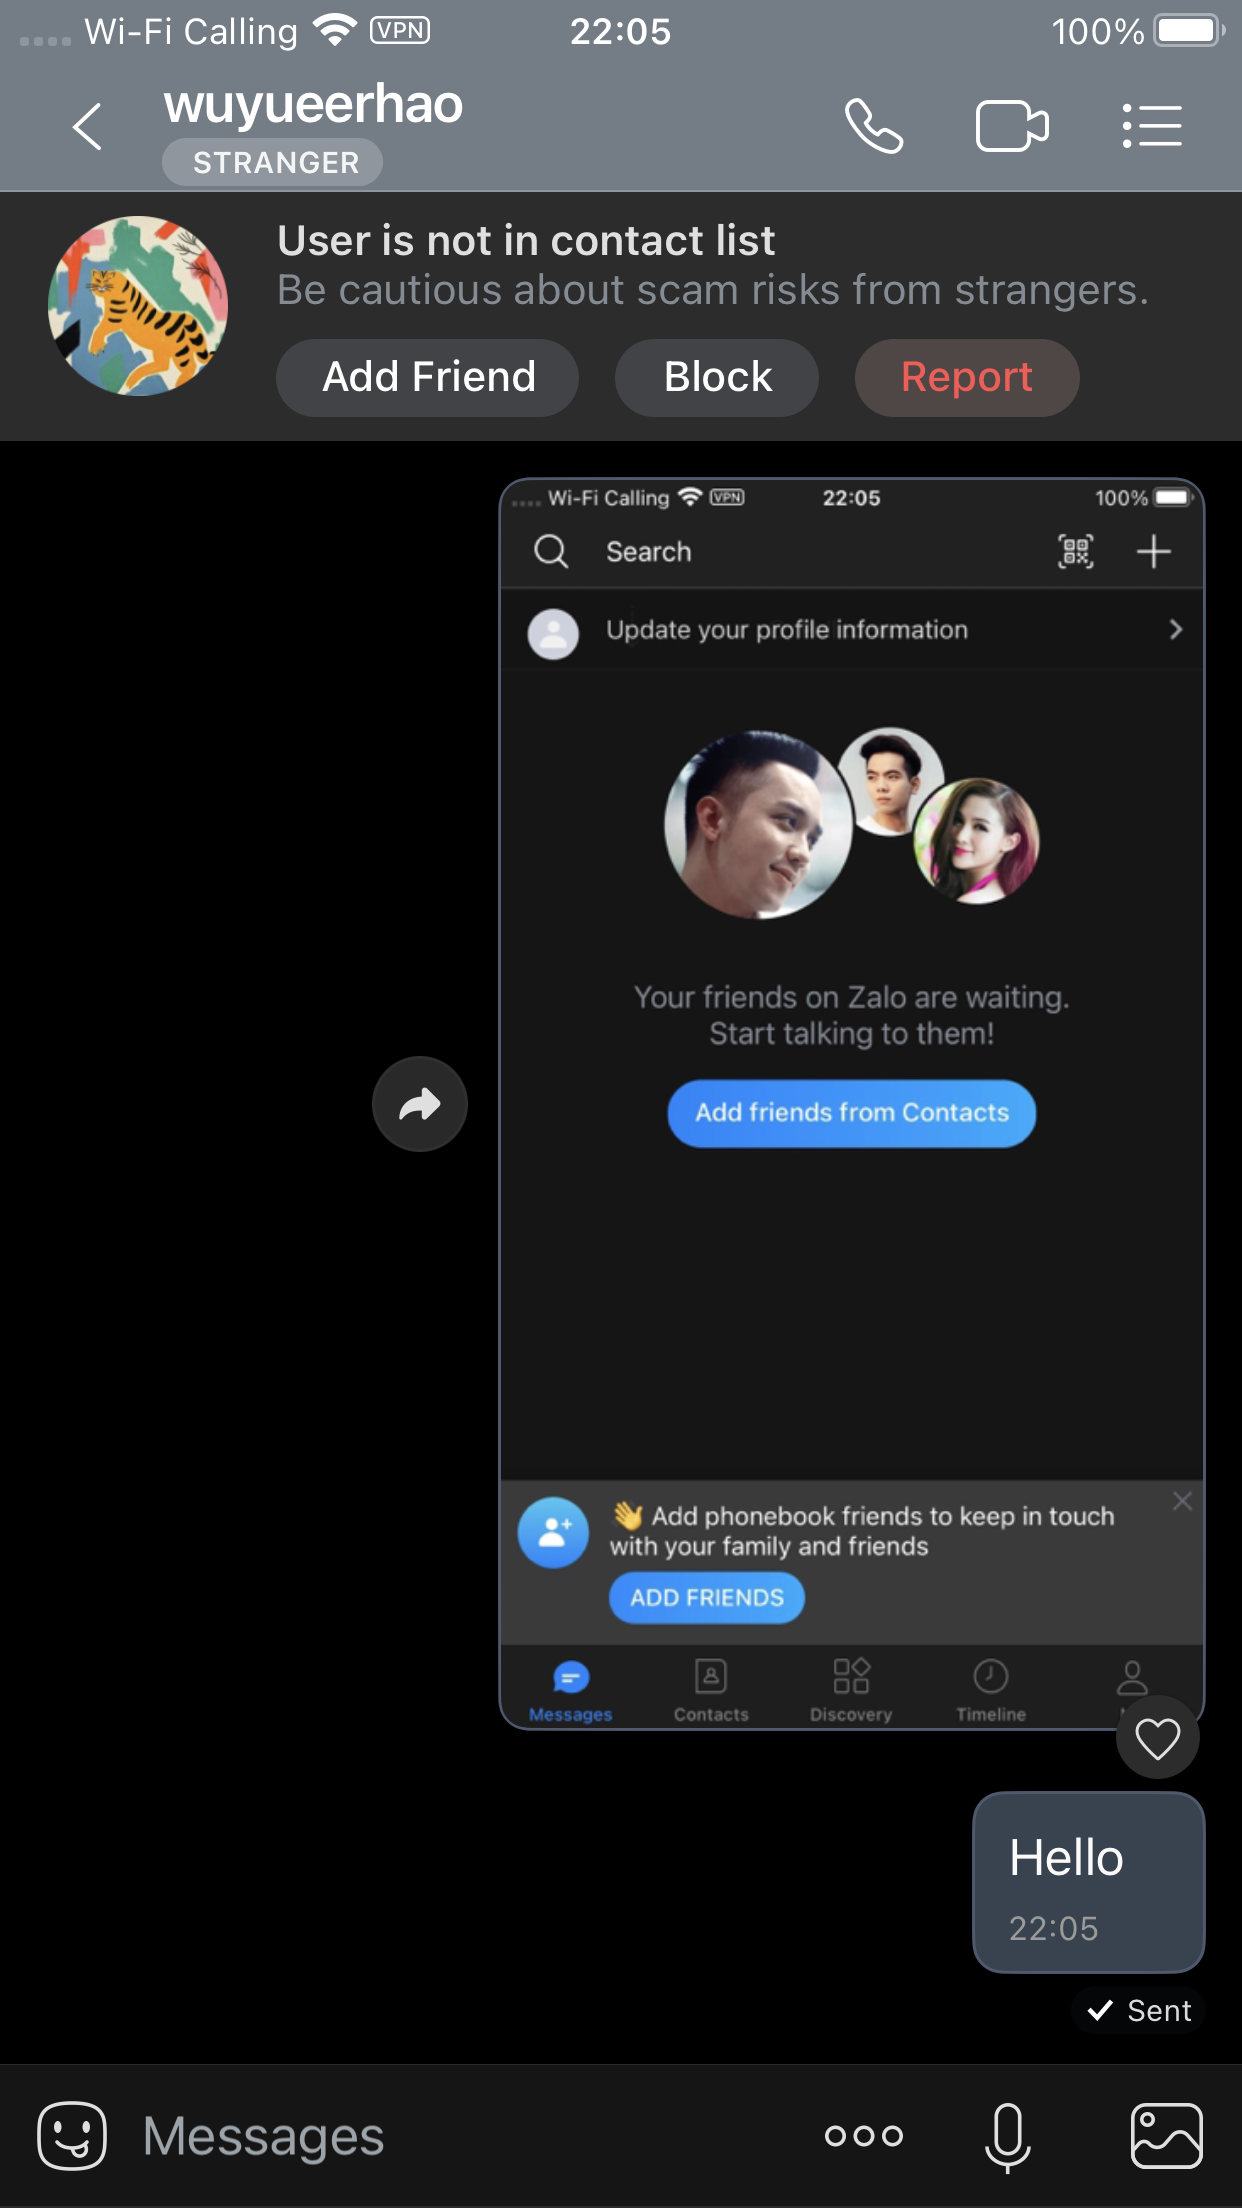 Wi-Fi Calling VPN 22:05 100%
wuyueerhao
STRANGER
User is not in contact list
Be cautious about scam risks from strangers.
Add Friend Block Report
Wi-Fi Calling VPN 22:05 100%
Search
Update your profile information
Your friends on Zalo are waiting.
Start talking to them!
Add friends from Contacts
👋 Add phonebook friends to keep in touch
with your family and friends
ADD FRIENDS
Messages Contacts Discovery Timeline
Hello
22:05
Sent
Messages